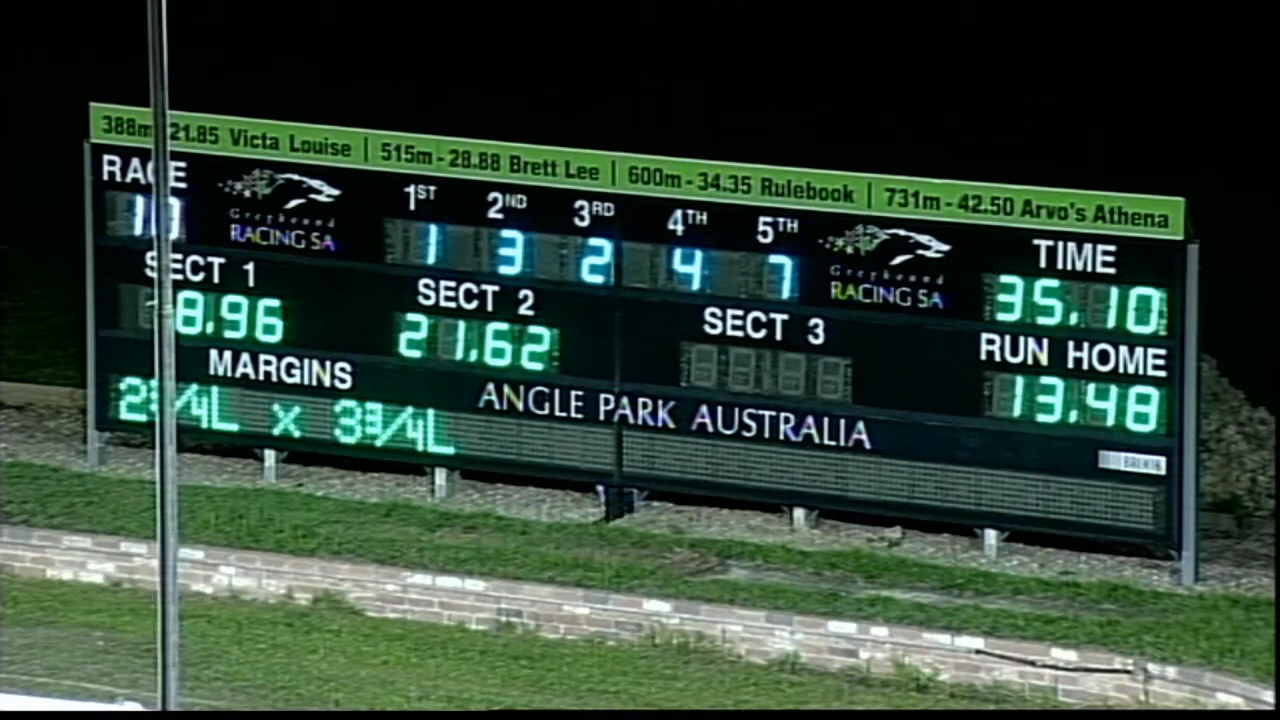 388m - 21.85 Victa Louise | 515m - 28.88 Brett Lee | 600m - 34.35 Rulebook | 731m - 42.50 Arvo's Athena
RACE 1ST 2ND 3RD 4TH 5TH TIME
10 Greyhound RACING SA 1 3 2 4 7 Greyhound RACING SA 35.10
SECT 1 SECT 2 SECT 3 RUN HOME
8.96 21.62 13.48
MARGINS ANGLE PARK AUSTRALIA
2¾L x 3¾L